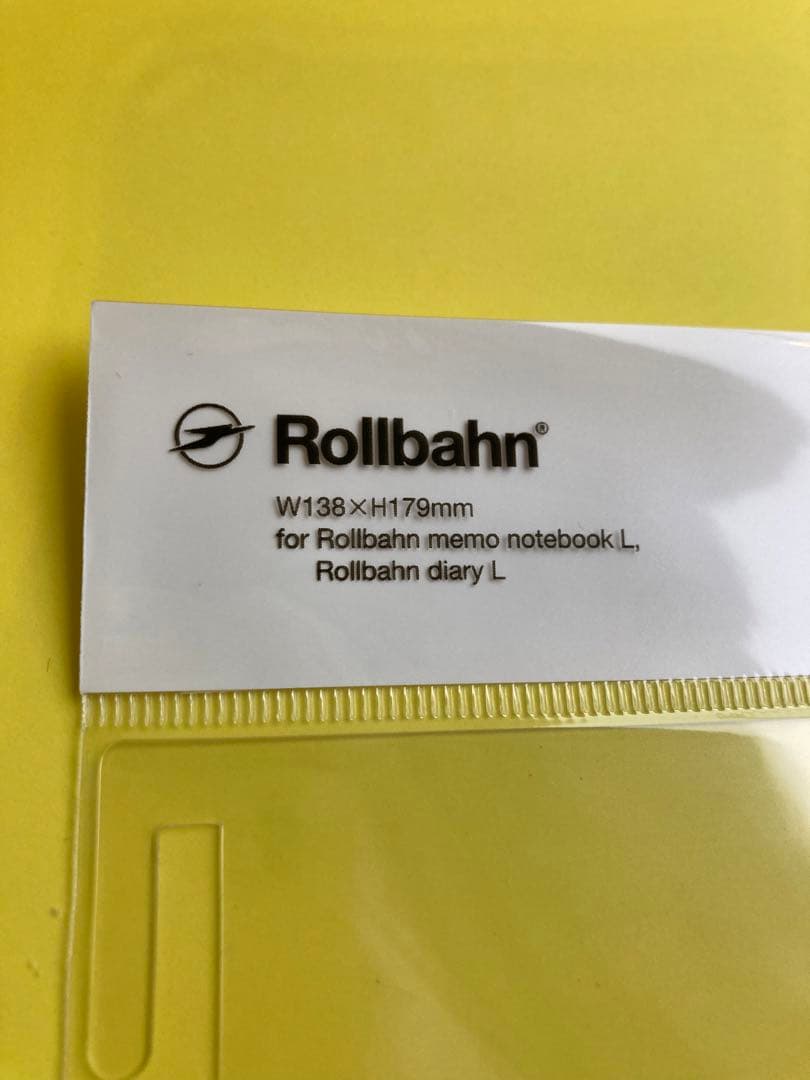 Rollbahn®
W138×H179mm
for Rollbahn memo notebook L,
Rollbahn diary L